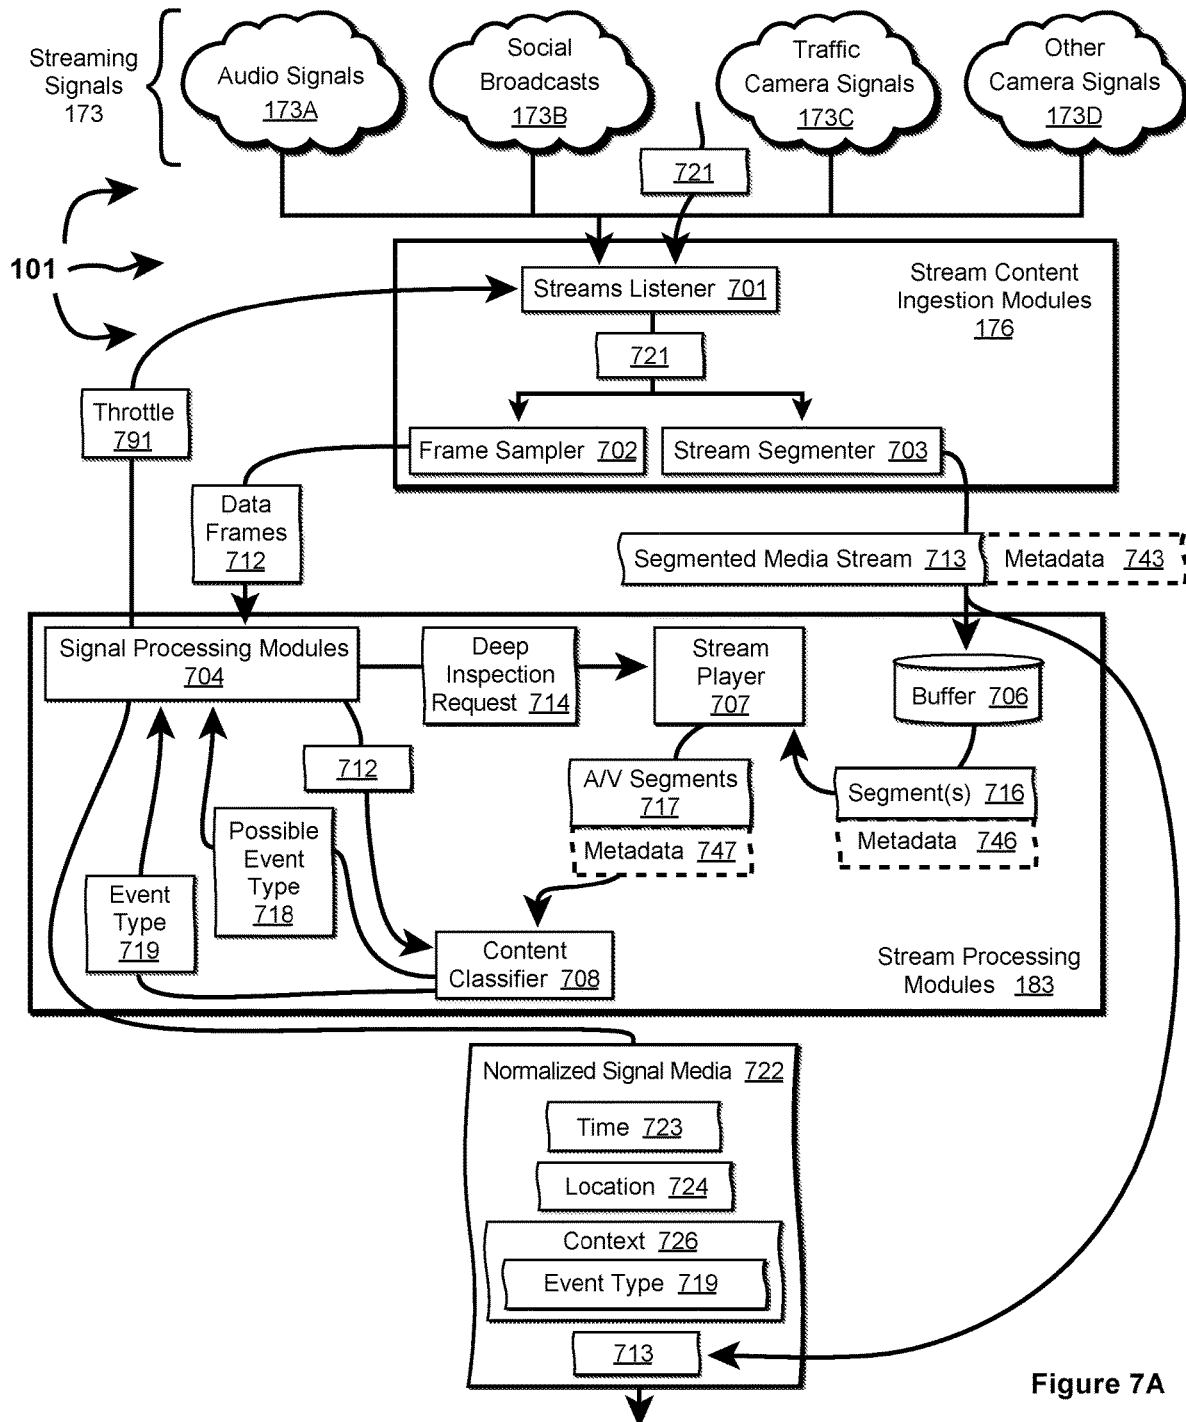 Streaming
Signals
173
Audio Signals
173A
Social
Broadcasts
173B
Traffic
Camera Signals
173C
Other
Camera Signals
173D
721
101
Streams Listener 701
Stream Content
Ingestion Modules
176
721
Throttle
791
Frame Sampler 702
Stream Segmenter 703
Data
Frames
712
Segmented Media Stream 713
Metadata 743
Signal Processing Modules
704
Deep
Inspection
Request 714
Stream
Player
707
Buffer 706
712
A/V Segments
717
Metadata 747
Segment(s) 716
Metadata 746
Possible
Event
Type
718
Event
Type
719
Content
Classifier 708
Stream Processing
Modules 183
Normalized Signal Media 722
Time 723
Location 724
Context 726
Event Type 719
713
Figure 7A